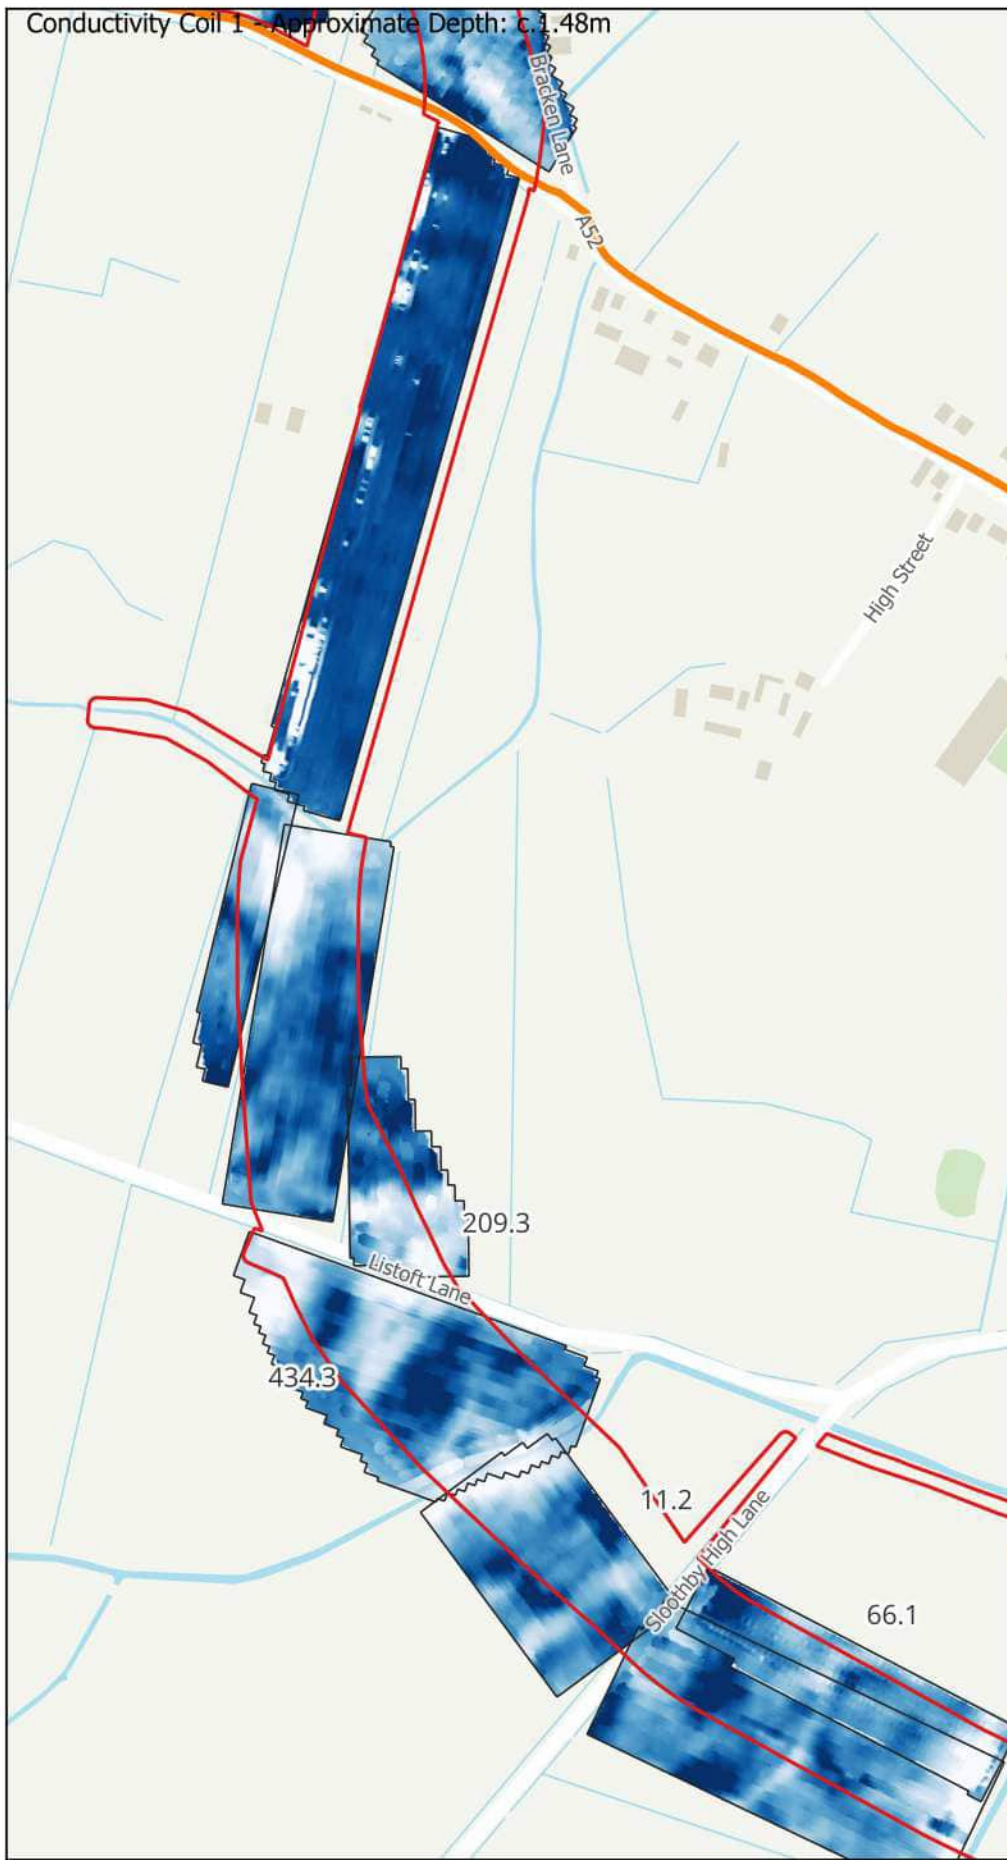 Conductivity Coil 1 - Approximate Depth: c.1.48m
Bracken Lane
A52
High Street
209.3
Listoft Lane
434.3
11.2
Sloothby High Lane
66.1